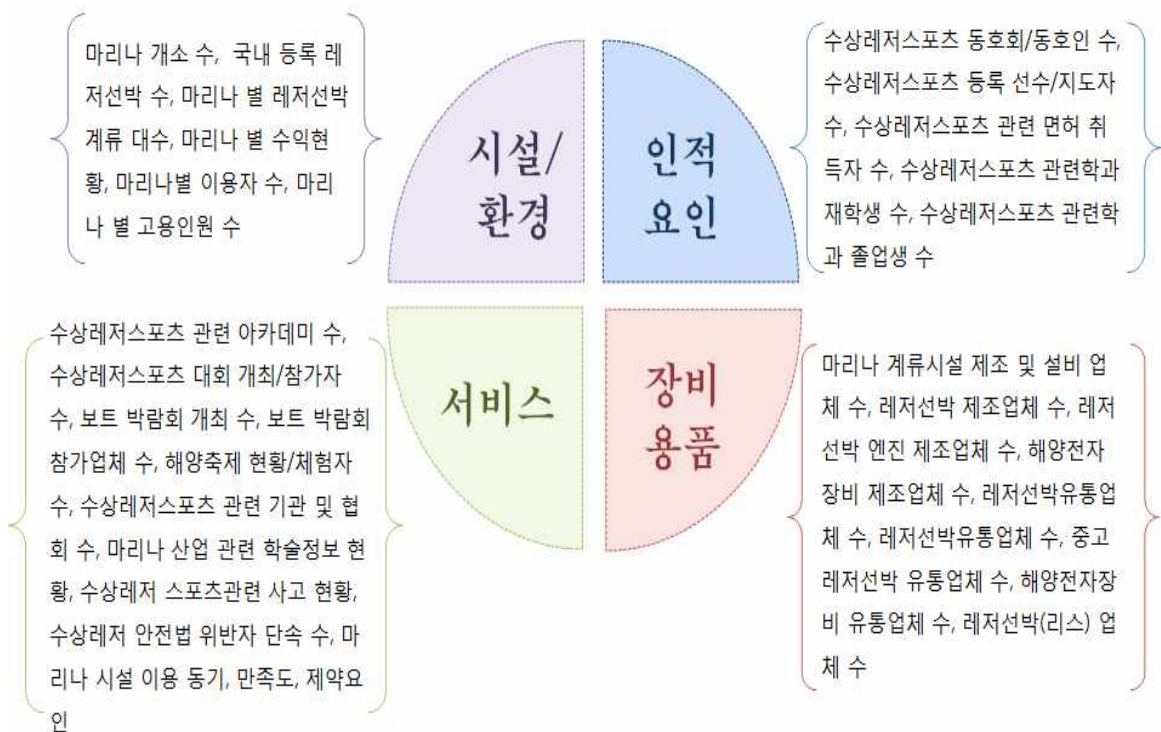 마리나 개소 수, 국내 등록 레
저선박 수, 마리나 별 레저선박
계류 대수, 마리나 별 수익현
황, 마리나별 이용자 수, 마리
나 별 고용인원 수
시설/
환경
인적
요인
수상레저스포츠 동호회/동호인 수,
수상레저스포츠 등록 선수/지도자
수, 수상레저스포츠 관련 면허 취
득자 수, 수상레저스포츠 관련학과
재학생 수, 수상레저스포츠 관련학
과 졸업생 수
수상레저스포츠 관련 아카데미 수,
수상레저스포츠 대회 개최/참가자
수, 보트 박람회 개최 수, 보트 박람회
참가업체 수, 해양축제 현황/체험자
수, 수상레저스포츠 관련 기관 및 협
회 수, 마리나 산업 관련 학술정보 현
황, 수상레저 스포츠관련 사고 현황,
수상레저 안전법 위반자 단속 수, 마
리나 시설 이용 동기, 만족도, 제약요
인
서비스
장비
용품
마리나 계류시설 제조 및 설비 업
체 수, 레저선박 제조업체 수, 레저
선박 엔진 제조업체 수, 해양전자
장비 제조업체 수, 레저선박유통업
체 수, 레저선박유통업체 수, 중고
레저선박 유통업체 수, 해양전자장
비 유통업체 수, 레저선박(리스) 업
체 수